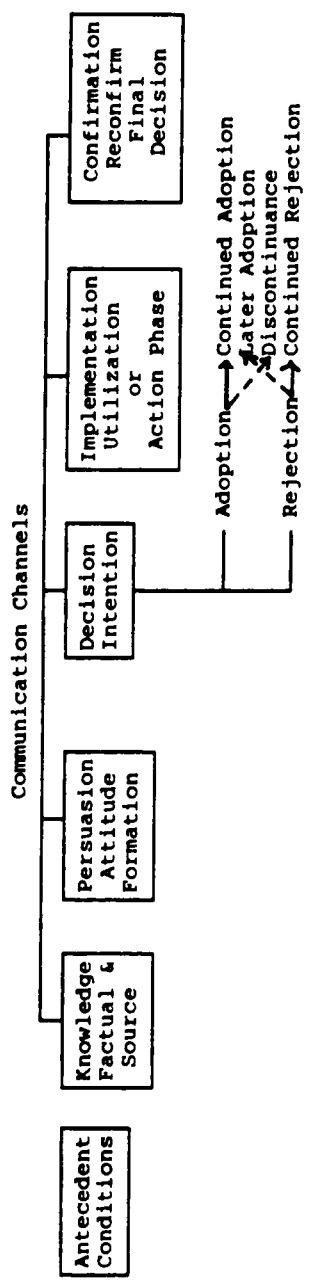 Communication Channels
Antecedent
Conditions
Knowledge
Factual &
Source
Persuasion
Attitude
Formation
Decision
Intention
Implementation
Utilization
or
Action Phase
Confirmation
Reconfirm
Final
Decision
Adoption
Continued Adoption
Later Adoption
Discontinuance
Rejection
Continued Rejection